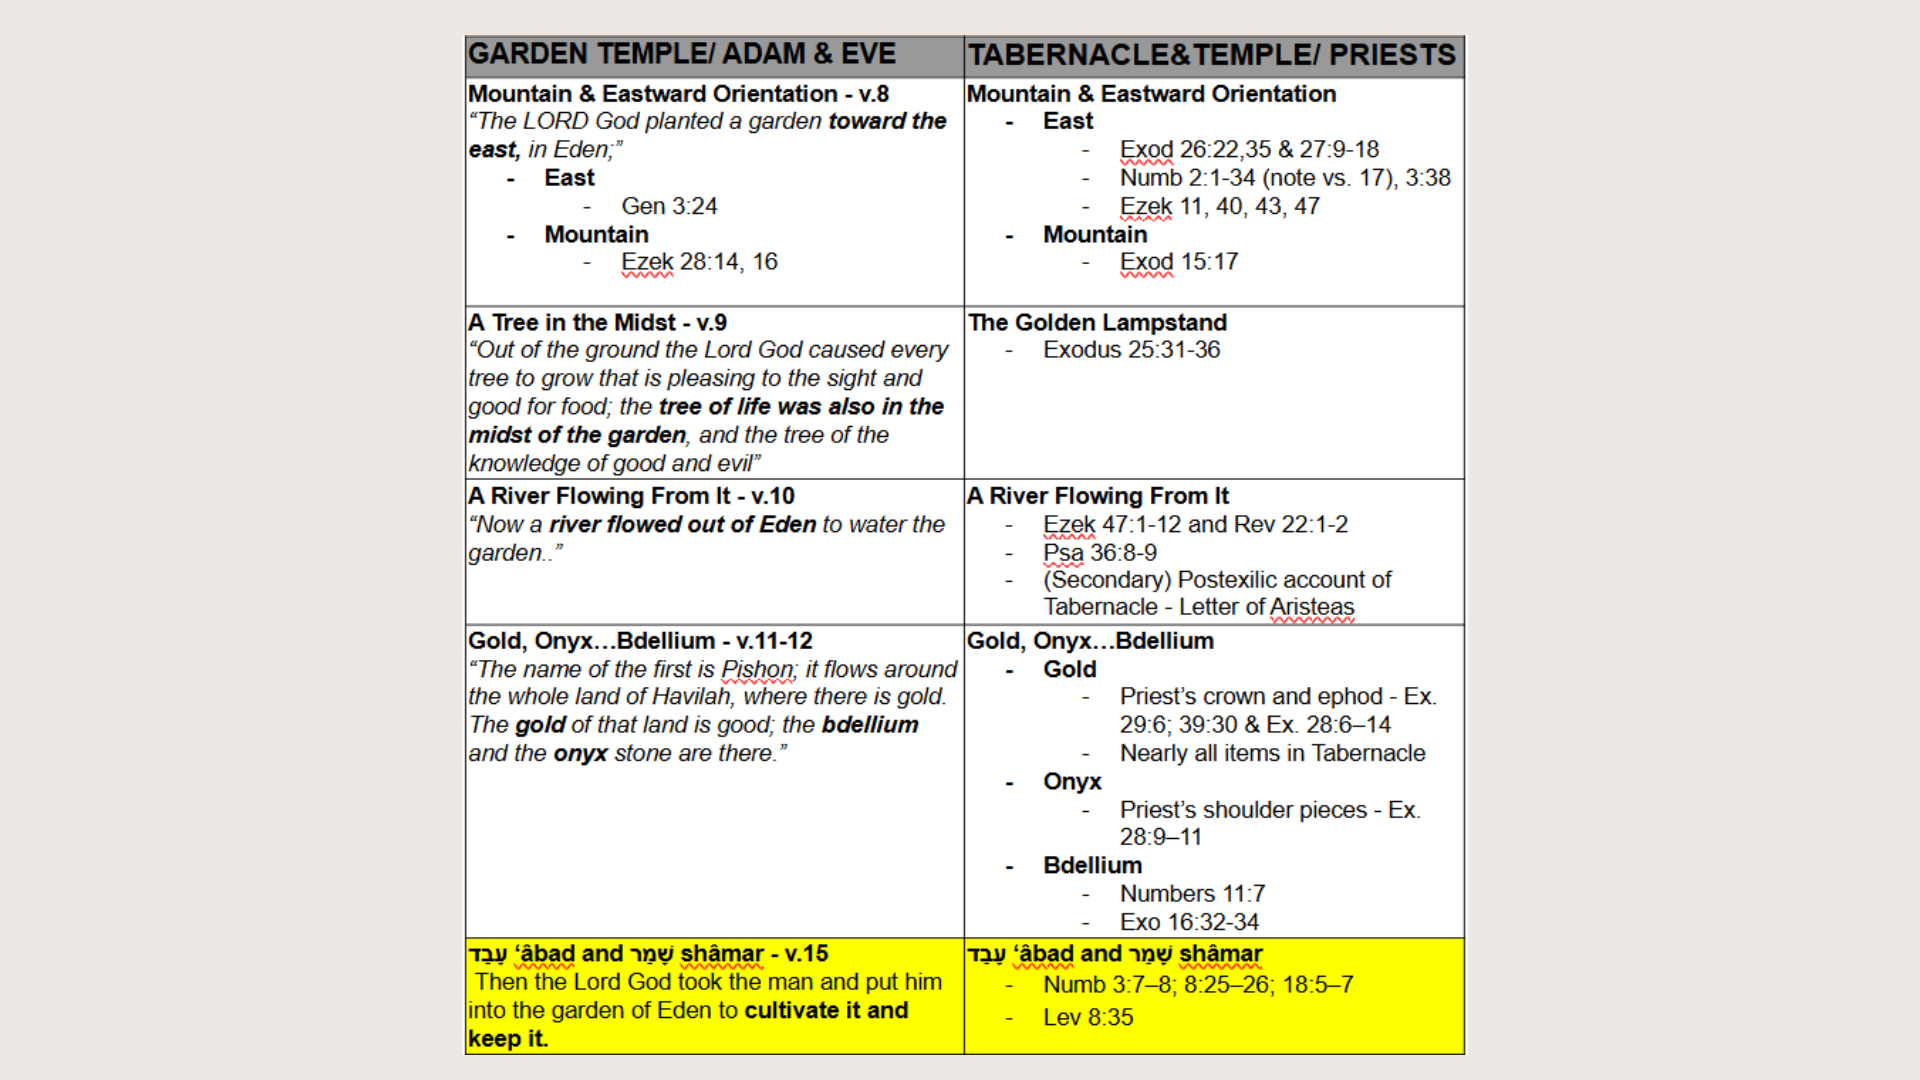 GARDEN TEMPLE/ ADAM & EVE
TABERNACLE&TEMPLE/ PRIESTS
Mountain & Eastward Orientation - v.8
“The LORD God planted a garden toward the
east, in Eden;”
- East
- Gen 3:24
- Mountain
- Ezek 28:14, 16
Mountain & Eastward Orientation
- East
- Exod 26:22,35 & 27:9-18
- Numb 2:1-34 (note vs. 17), 3:38
- Ezek 11, 40, 43, 47
- Mountain
- Exod 15:17
A Tree in the Midst - v.9
“Out of the ground the Lord God caused every
tree to grow that is pleasing to the sight and
good for food; the tree of life was also in the
midst of the garden, and the tree of the
knowledge of good and evil”
The Golden Lampstand
- Exodus 25:31-36
A River Flowing From It - v.10
“Now a river flowed out of Eden to water the
garden..”
A River Flowing From It
- Ezek 47:1-12 and Rev 22:1-2
- Psa 36:8-9
- (Secondary) Postexilic account of
Tabernacle - Letter of Aristeas
Gold, Onyx…Bdellium - v.11-12
“The name of the first is Pishon; it flows around
the whole land of Havilah, where there is gold.
The gold of that land is good; the bdellium
and the onyx stone are there.”
Gold, Onyx…Bdellium
- Gold
- Priest’s crown and ephod - Ex.
29:6; 39:30 & Ex. 28:6–14
- Nearly all items in Tabernacle
- Onyx
- Priest’s shoulder pieces - Ex.
28:9–11
- Bdellium
- Numbers 11:7
- Exo 16:32-34
עָבַד ‘âbad and שָׁמַר shâmar - v.15
Then the Lord God took the man and put him
into the garden of Eden to cultivate it and
keep it.
עָבַד ‘âbad and שָׁמַר shâmar
- Numb 3:7–8; 8:25–26; 18:5–7
- Lev 8:35